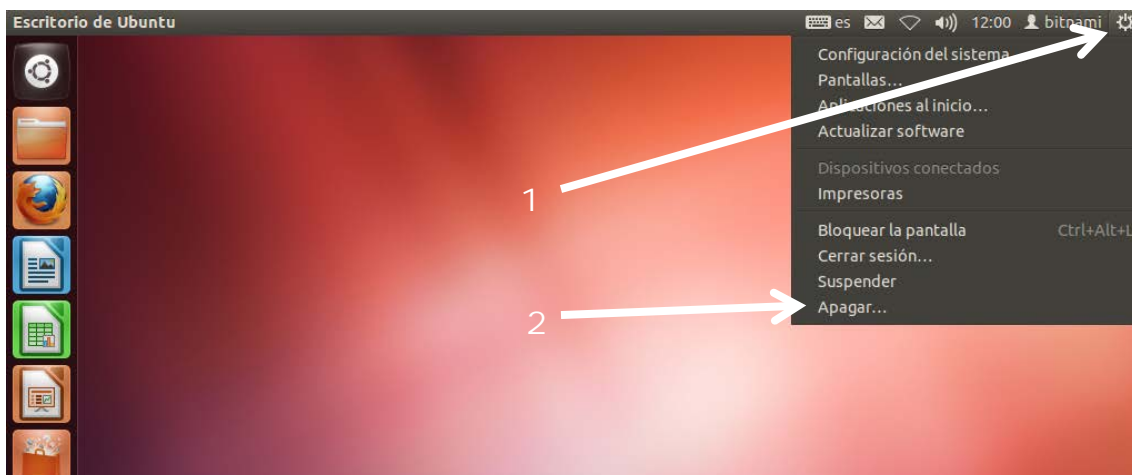 Escritorio de Ubuntu es 12:00 bitnami
Configuración del sistema...
Pantallas...
Aplicaciones al inicio...
Actualizar software
Dispositivos conectados
Impresoras
1
Bloquear la pantalla Ctrl+Alt+L
Cerrar sesión...
Suspender
Apagar...
2